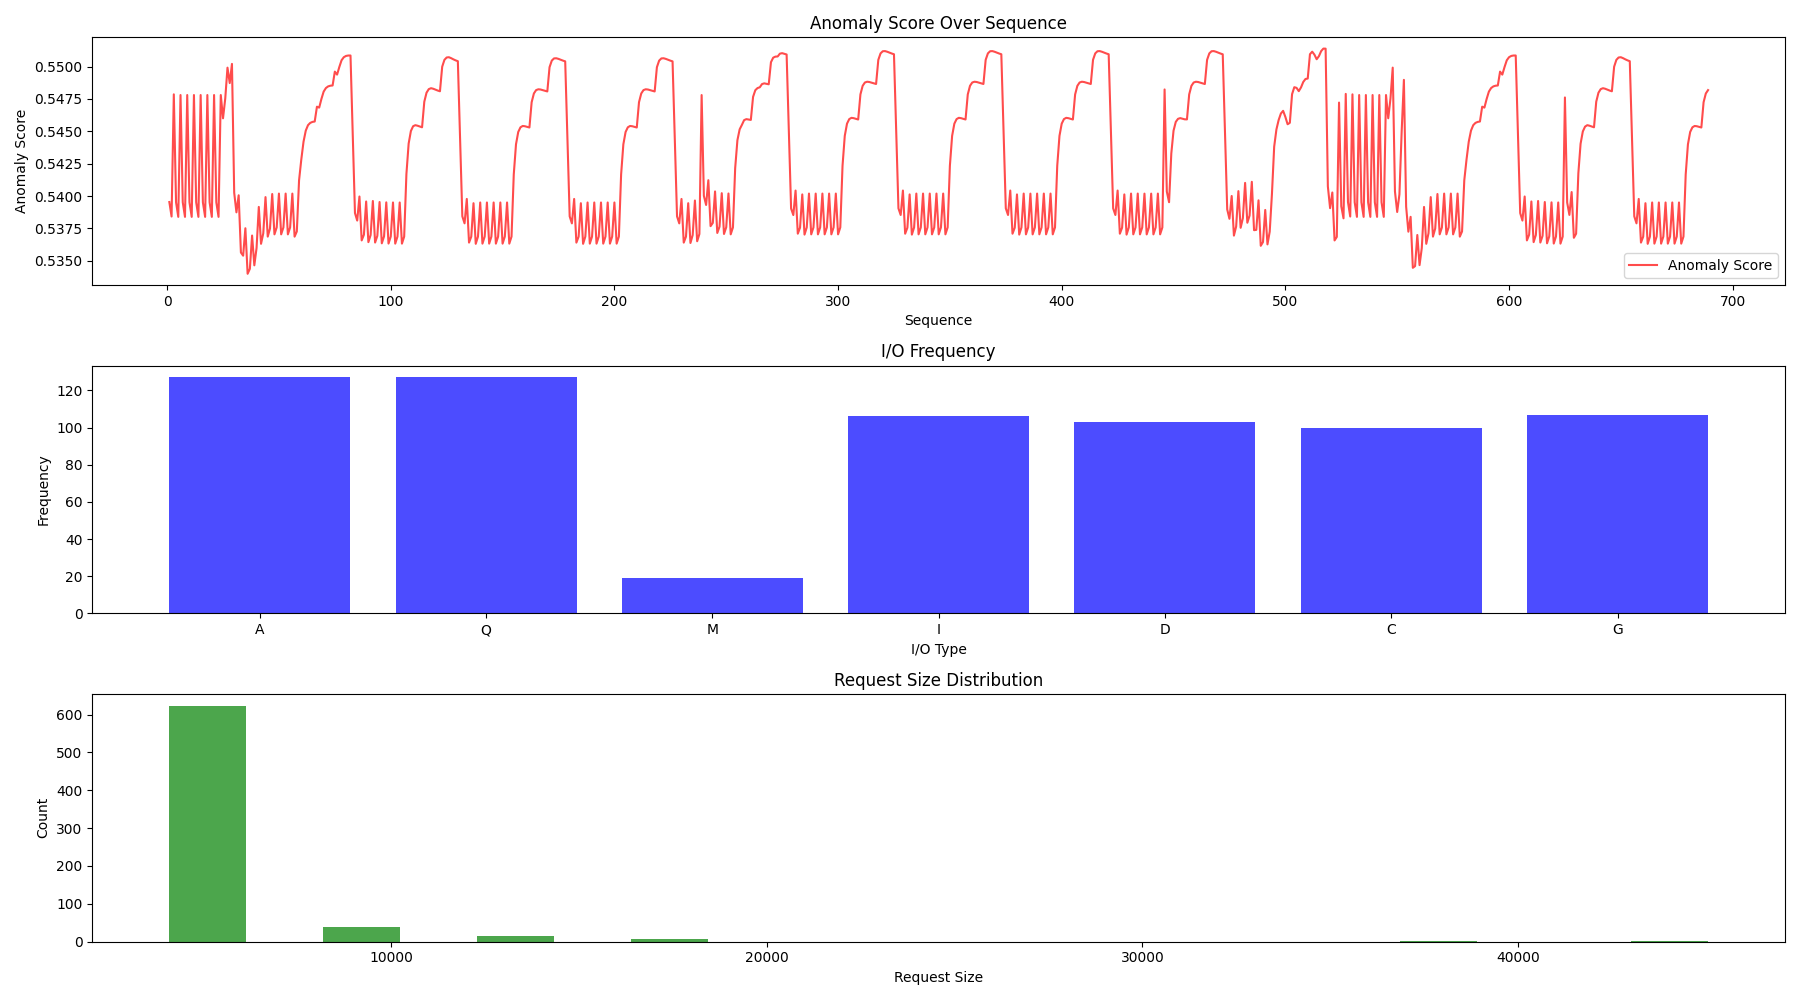 Anomaly Score Over Sequence
Anomaly Score
0.5500
0.5475
0.5450
0.5425
0.5400
0.5375
0.5350
Anomaly Score
0 100 200 300 400 500 600 700
Sequence
I/O Frequency
Frequency
120
100
80
60
40
20
0
A Q M I D C G
I/O Type
Request Size Distribution
Count
600
500
400
300
200
100
0
10000 20000 30000 40000
Request Size